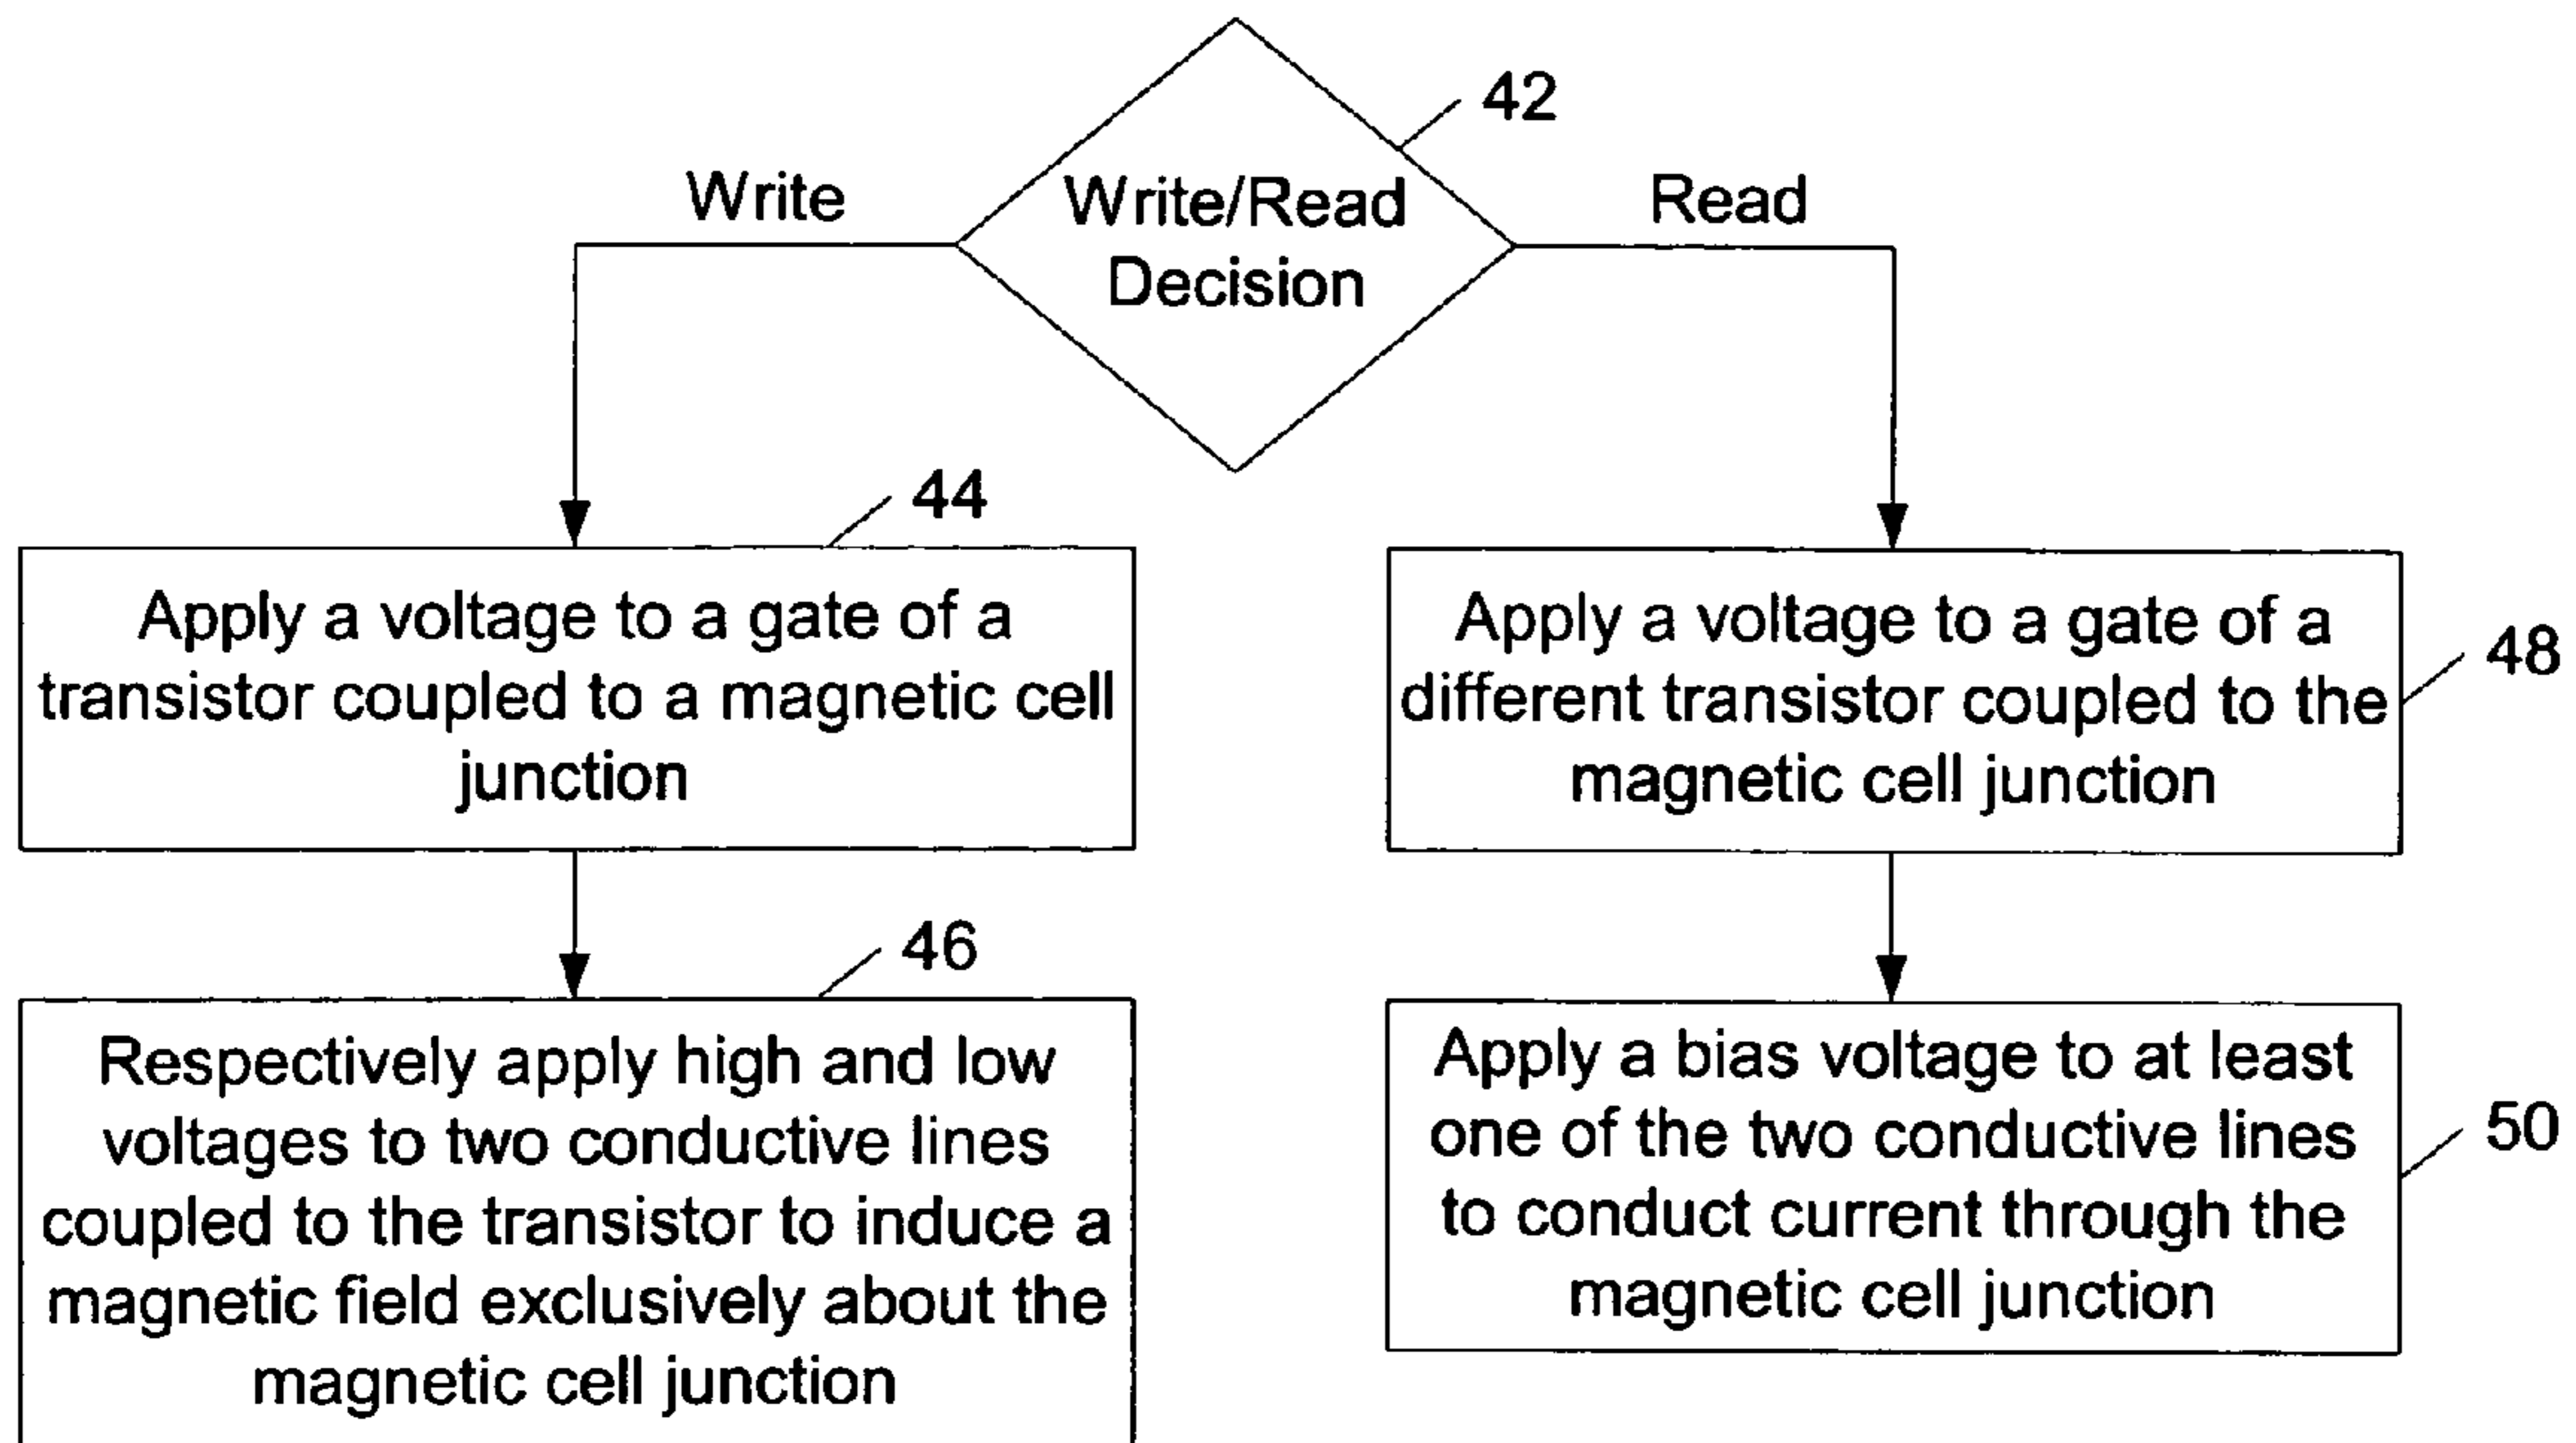 42
Write
Write/Read
Decision
Read
44
Apply a voltage to a gate of a
transistor coupled to a magnetic cell
junction
48
Apply a voltage to a gate of a
different transistor coupled to the
magnetic cell junction
46
Respectively apply high and low
voltages to two conductive lines
coupled to the transistor to induce a
magnetic field exclusively about the
magnetic cell junction
50
Apply a bias voltage to at least
one of the two conductive lines
to conduct current through the
magnetic cell junction